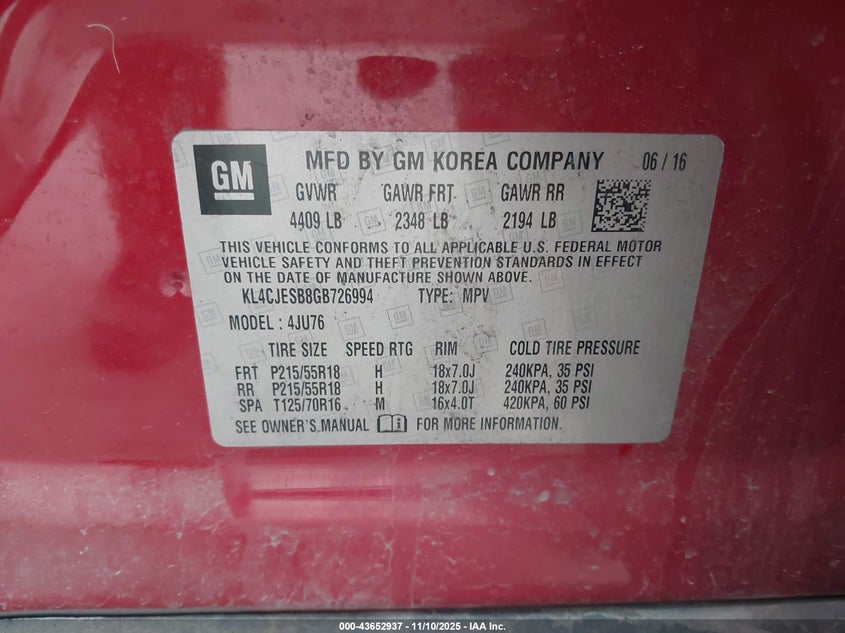 GM MFD BY GM KOREA COMPANY 06 / 16
GVWR GAWR FRT GAWR RR
4409 LB 2348 LB 2194 LB
THIS VEHICLE CONFORMS TO ALL APPLICABLE U.S. FEDERAL MOTOR
VEHICLE SAFETY AND THEFT PREVENTION STANDARDS IN EFFECT
ON THE DATE OF MANUFACTURE SHOWN ABOVE.
KL4CJESB8GB726994 TYPE: MPV
MODEL : 4JU76
TIRE SIZE SPEED RTG RIM COLD TIRE PRESSURE
FRT P215/55R18 H 18x7.0J 240KPA, 35 PSI
RR P215/55R18 H 18x7.0J 240KPA, 35 PSI
SPA T125/70R16 M 16x4.0T 420KPA, 60 PSI
SEE OWNER'S MANUAL FOR MORE INFORMATION.
000-43652937 - 11/10/2025 - IAA Inc.